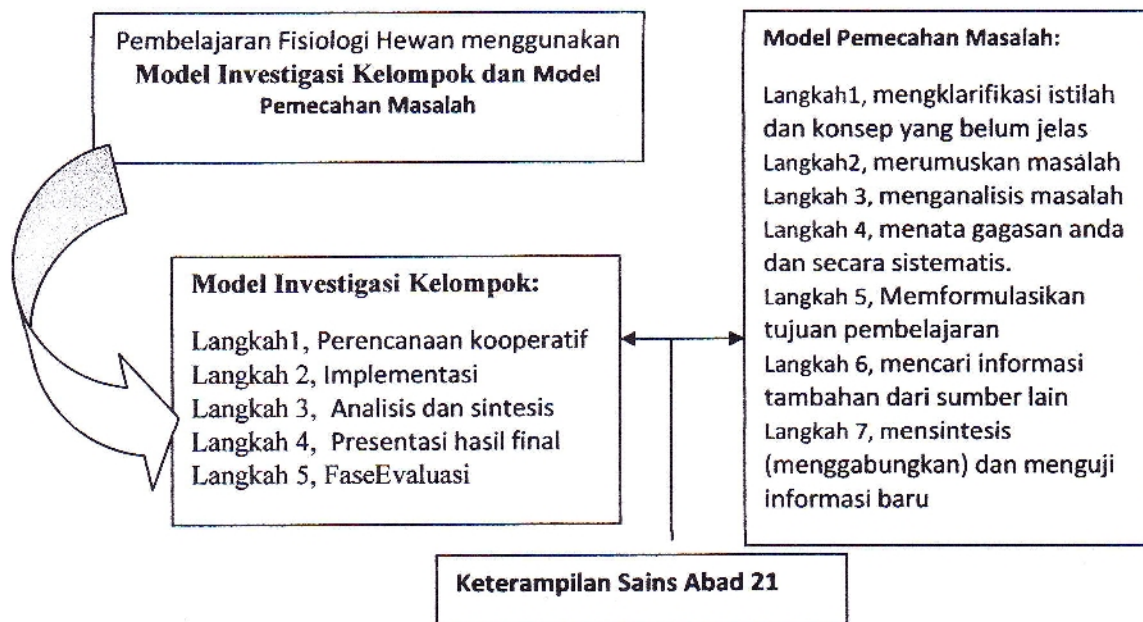 Pembelajaran Fisiologi Hewan menggunakan
Model Investigasi Kelompok dan Model
Pemecahan Masalah
Model Investigasi Kelompok:
Langkah1, Perencanaan kooperatif
Langkah 2, Implementasi
Langkah 3, Analisis dan sintesis
Langkah 4, Presentasi hasil final
Langkah 5, FaseEvaluasi
Model Pemecahan Masalah:
Langkah1, mengklarifikasi istilah
dan konsep yang belum jelas
Langkah2, merumuskan masalah
Langkah 3, menganalisis masalah
Langkah 4, menata gagasan anda
dan secara sistematis.
Langkah 5, Memformulasikan
tujuan pembelajaran
Langkah 6, mencari informasi
tambahan dari sumber lain
Langkah 7, mensintesis
(menggabungkan) dan menguji
informasi baru
Keterampilan Sains Abad 21